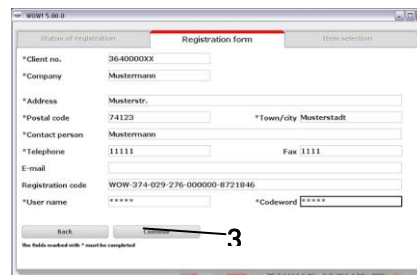 WOW! 5.00.0
Status of registration Registration form Item selection
*Client no. 3640000XX
*Company Mustermann
*Address Musterstr.
*Postal code 74123 *Town/city Musterstadt
*Contact person Mustermann
*Telephone 11111 Fax 1111
E-mail
Registration code WOW-374-029-276-000000-8721846
*User name ***** *Codeword *****
Back Continue
3
The fields marked with * must be completed